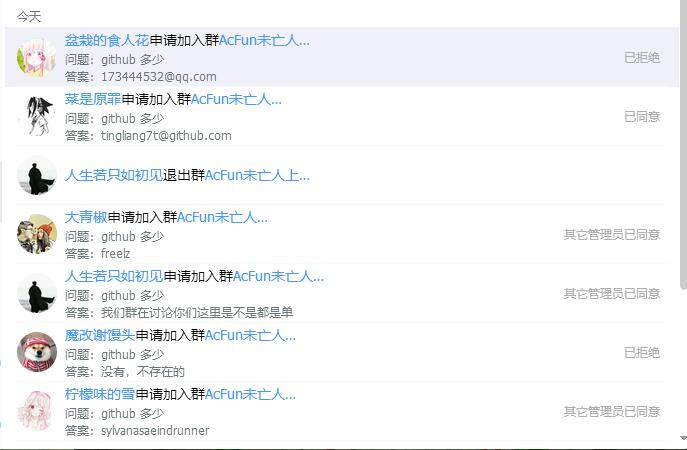 今天
盆栽的食人花申请加入群AcFun未亡人...
问题：github 多少
答案：173444532@qq.com
已拒绝
菜是原罪申请加入群AcFun未亡人...
问题：github 多少
答案：tingliang7t@github.com
已同意
人生若只如初见退出群AcFun未亡人上...
大青椒申请加入群AcFun未亡人...
问题：github 多少
答案：freelz
其它管理员已同意
人生若只如初见申请加入群AcFun未亡人...
问题：github 多少
答案：我们群在讨论你们这里是不是都是单
其它管理员已同意
魔改谢馒头申请加入群AcFun未亡人...
问题：github 多少
答案：没有，不存在的
已拒绝
柠檬味的雪申请加入群AcFun未亡人...
问题：github 多少
答案：sylvanasaeindrunner
其它管理员已同意